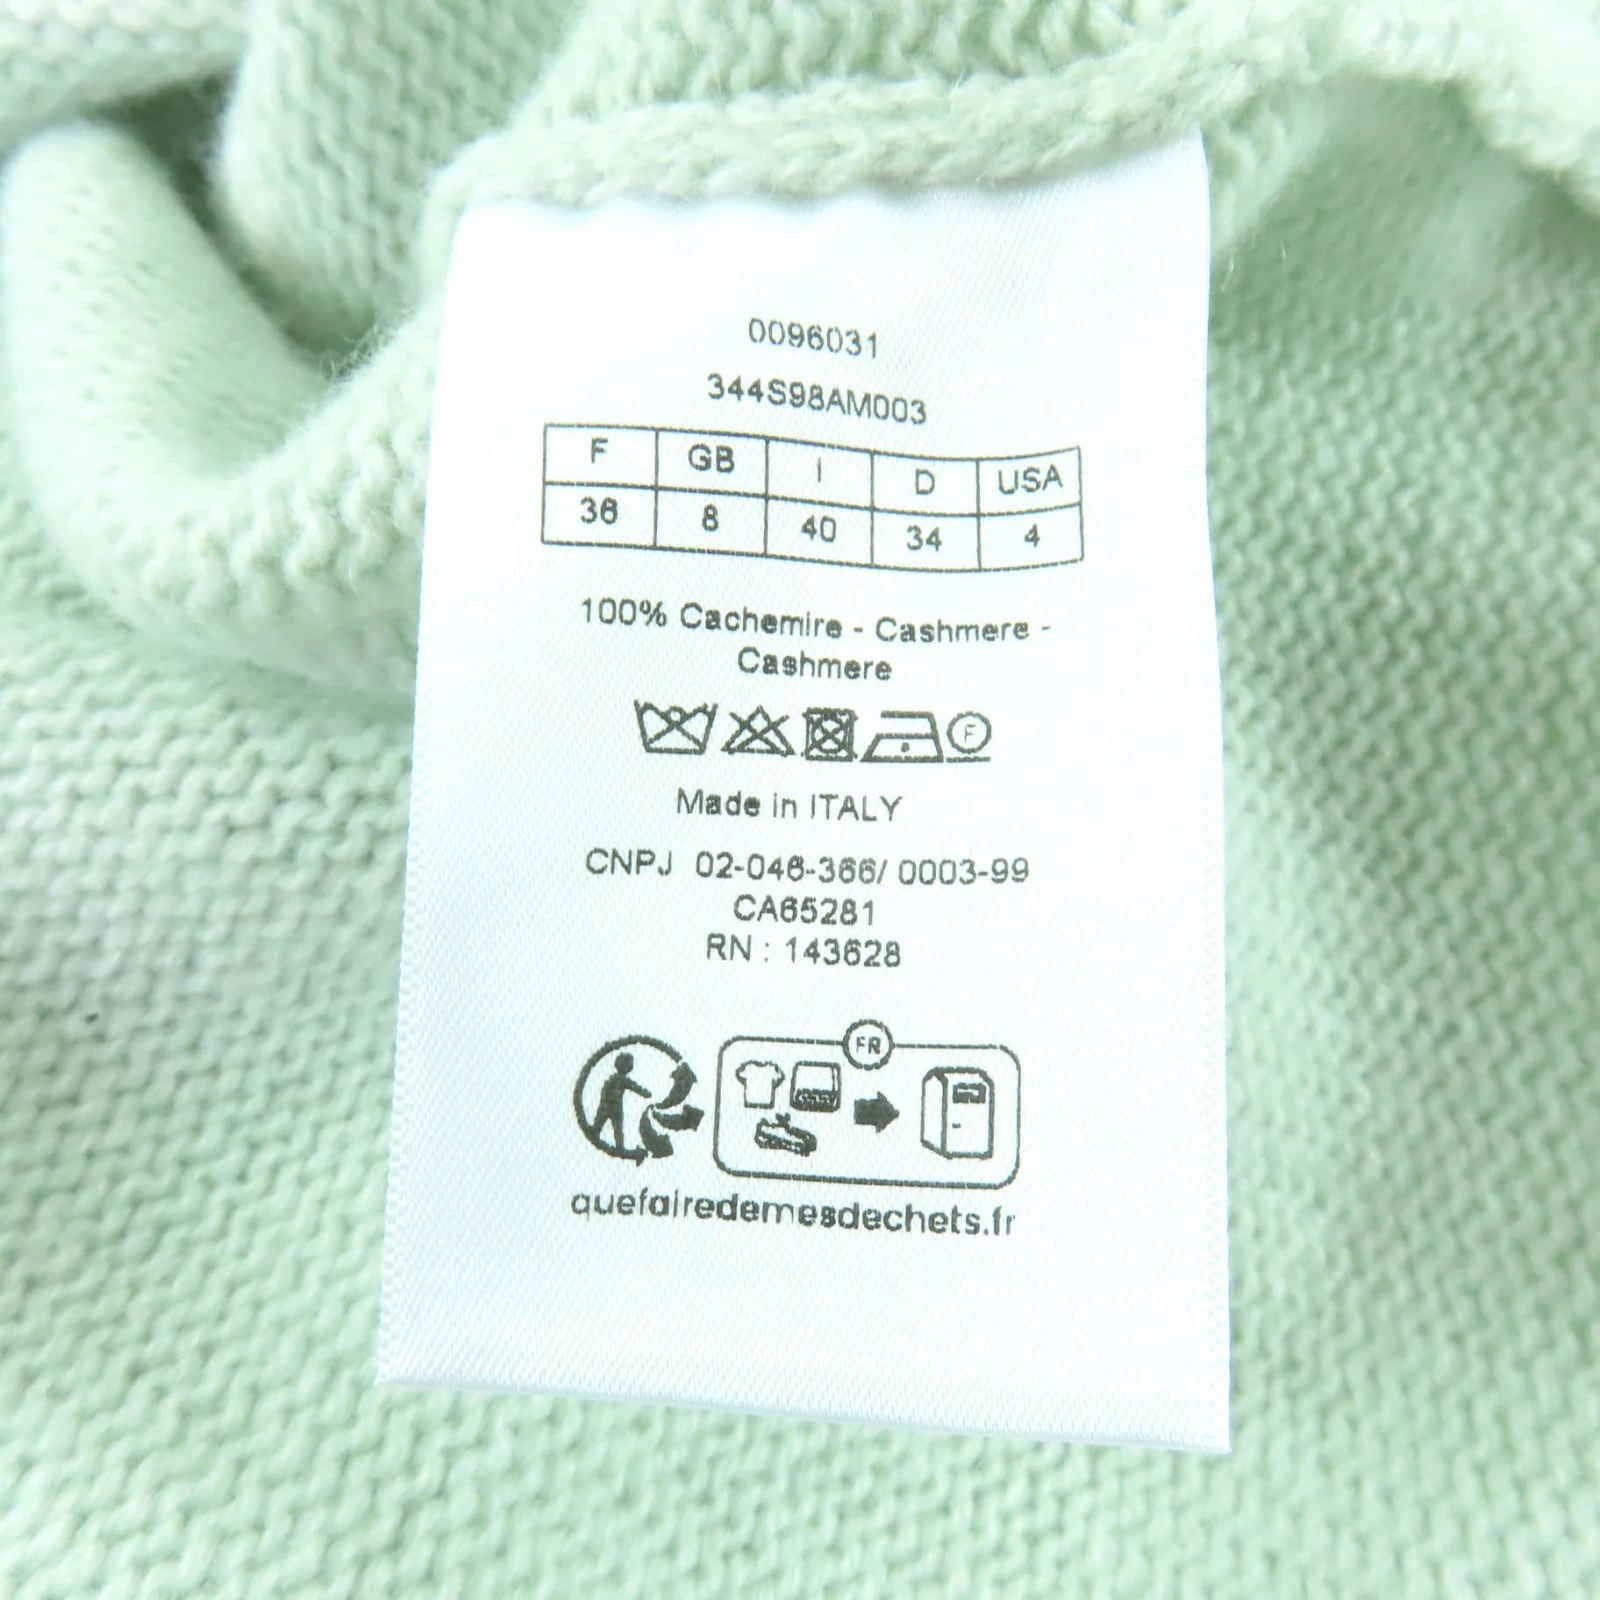 0096031
344S98AM003
F GB I D USA
36 8 40 34 4
100% Cachemire - Cashmere -
Cashmere
F
Made in ITALY
CNPJ 02-046-366/ 0003-99
CA65281
RN : 143628
FR
quefairedemesdechets.fr